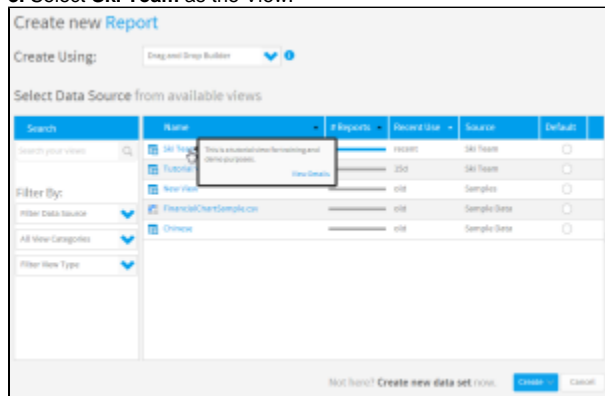 3. Select Ski Team as the View.
Create new Report
Create Using:
Drag and Drop Builder
Select Data Source from available views
Search
Name
# Reports
Recent Use
Source
Default
Search your views
Ski Team
This is a tutorial view for training and
demo purposes.
View Details
recent
Ski Team
Tutorial
15d
Ski Team
New View
old
Samples
FinancialChartSample.csv
old
Sample Data
Chinese
old
Sample Data
Filter By:
Filter Data Source
All View Categories
Filter View Type
Not here? Create new data set now.
Create
Cancel